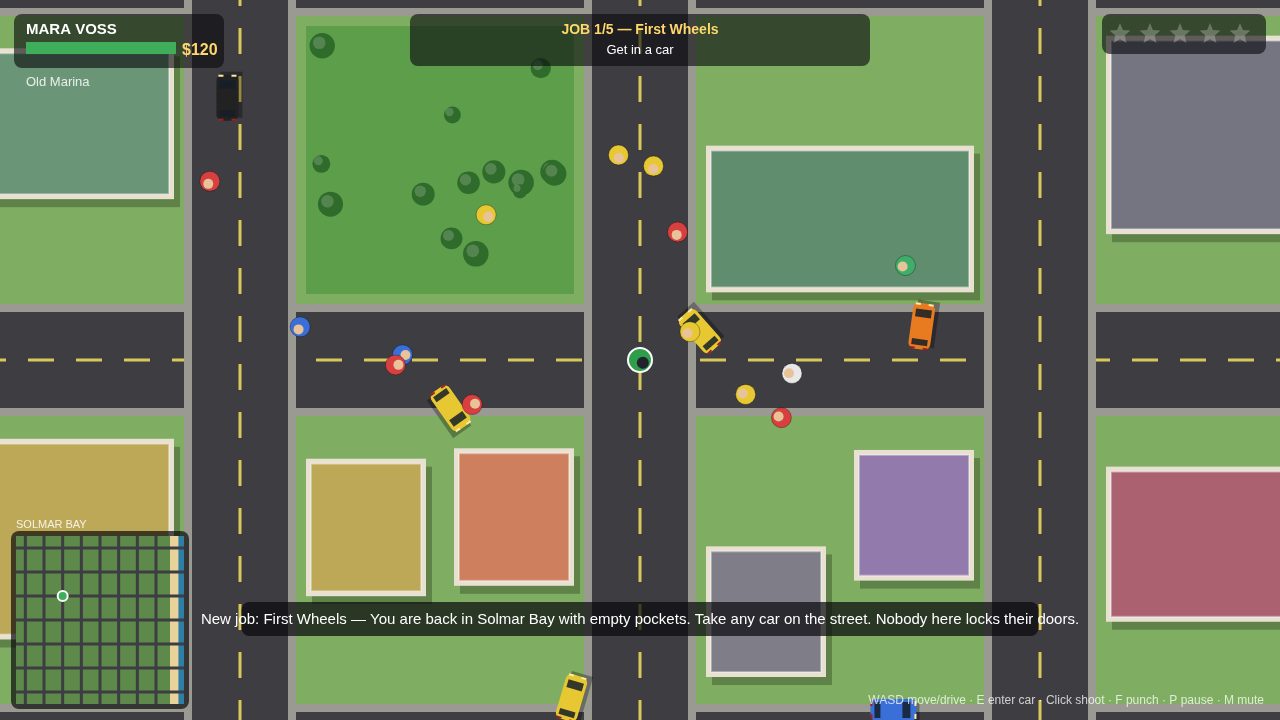 MARA VOSS
$120
Old Marina
JOB 1/5 — First Wheels
Get in a car
SOLMAR BAY
New job: First Wheels — You are back in Solmar Bay with empty pockets. Take any car on the street. Nobody here locks their doors.
WASD move/drive · E enter car · Click shoot · F punch · P pause · M mute